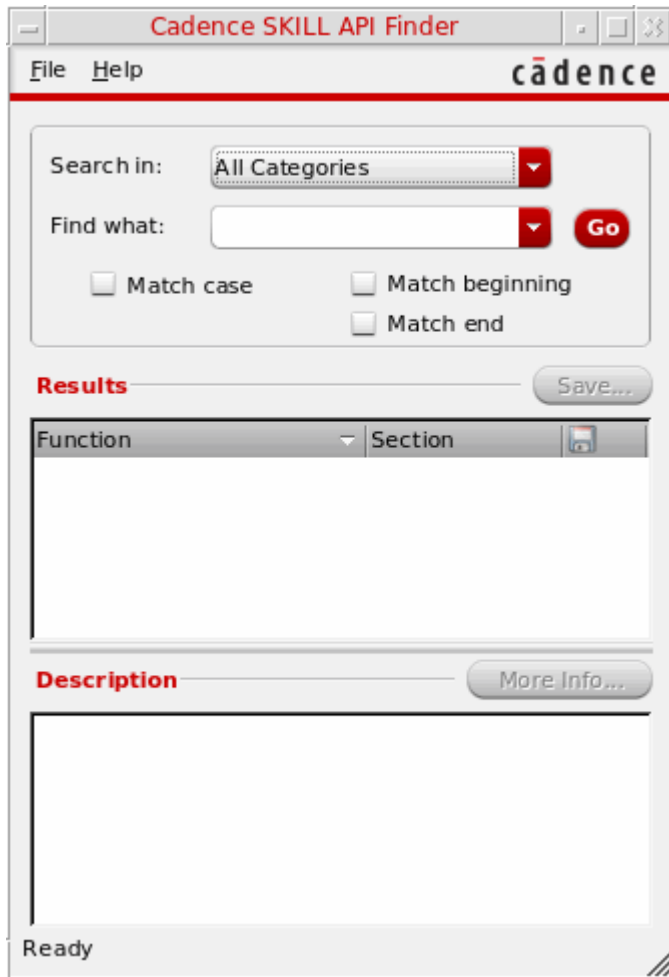 Cadence SKILL API Finder
File Help cādence
Search in: All Categories
Find what: Go
Match case Match beginning
Match end
Results Save...
Function Section
Description More Info...
Ready